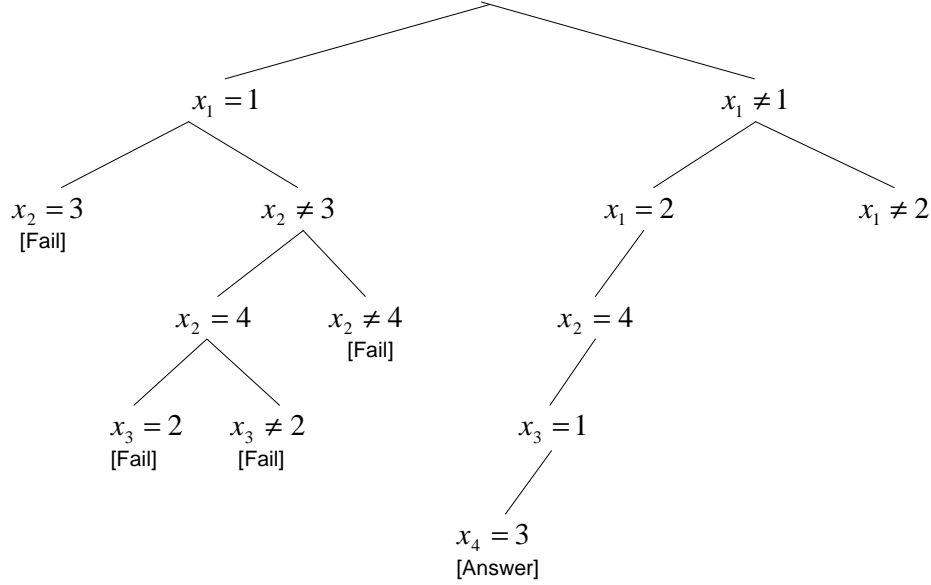 x₁ = 1
x₁ ≠ 1
x₂ = 3
[Fail]
x₂ ≠ 3
x₁ = 2
x₁ ≠ 2
x₂ = 4
x₂ ≠ 4
[Fail]
x₂ = 4
x₃ = 2
[Fail]
x₃ ≠ 2
[Fail]
x₃ = 1
x₄ = 3
[Answer]